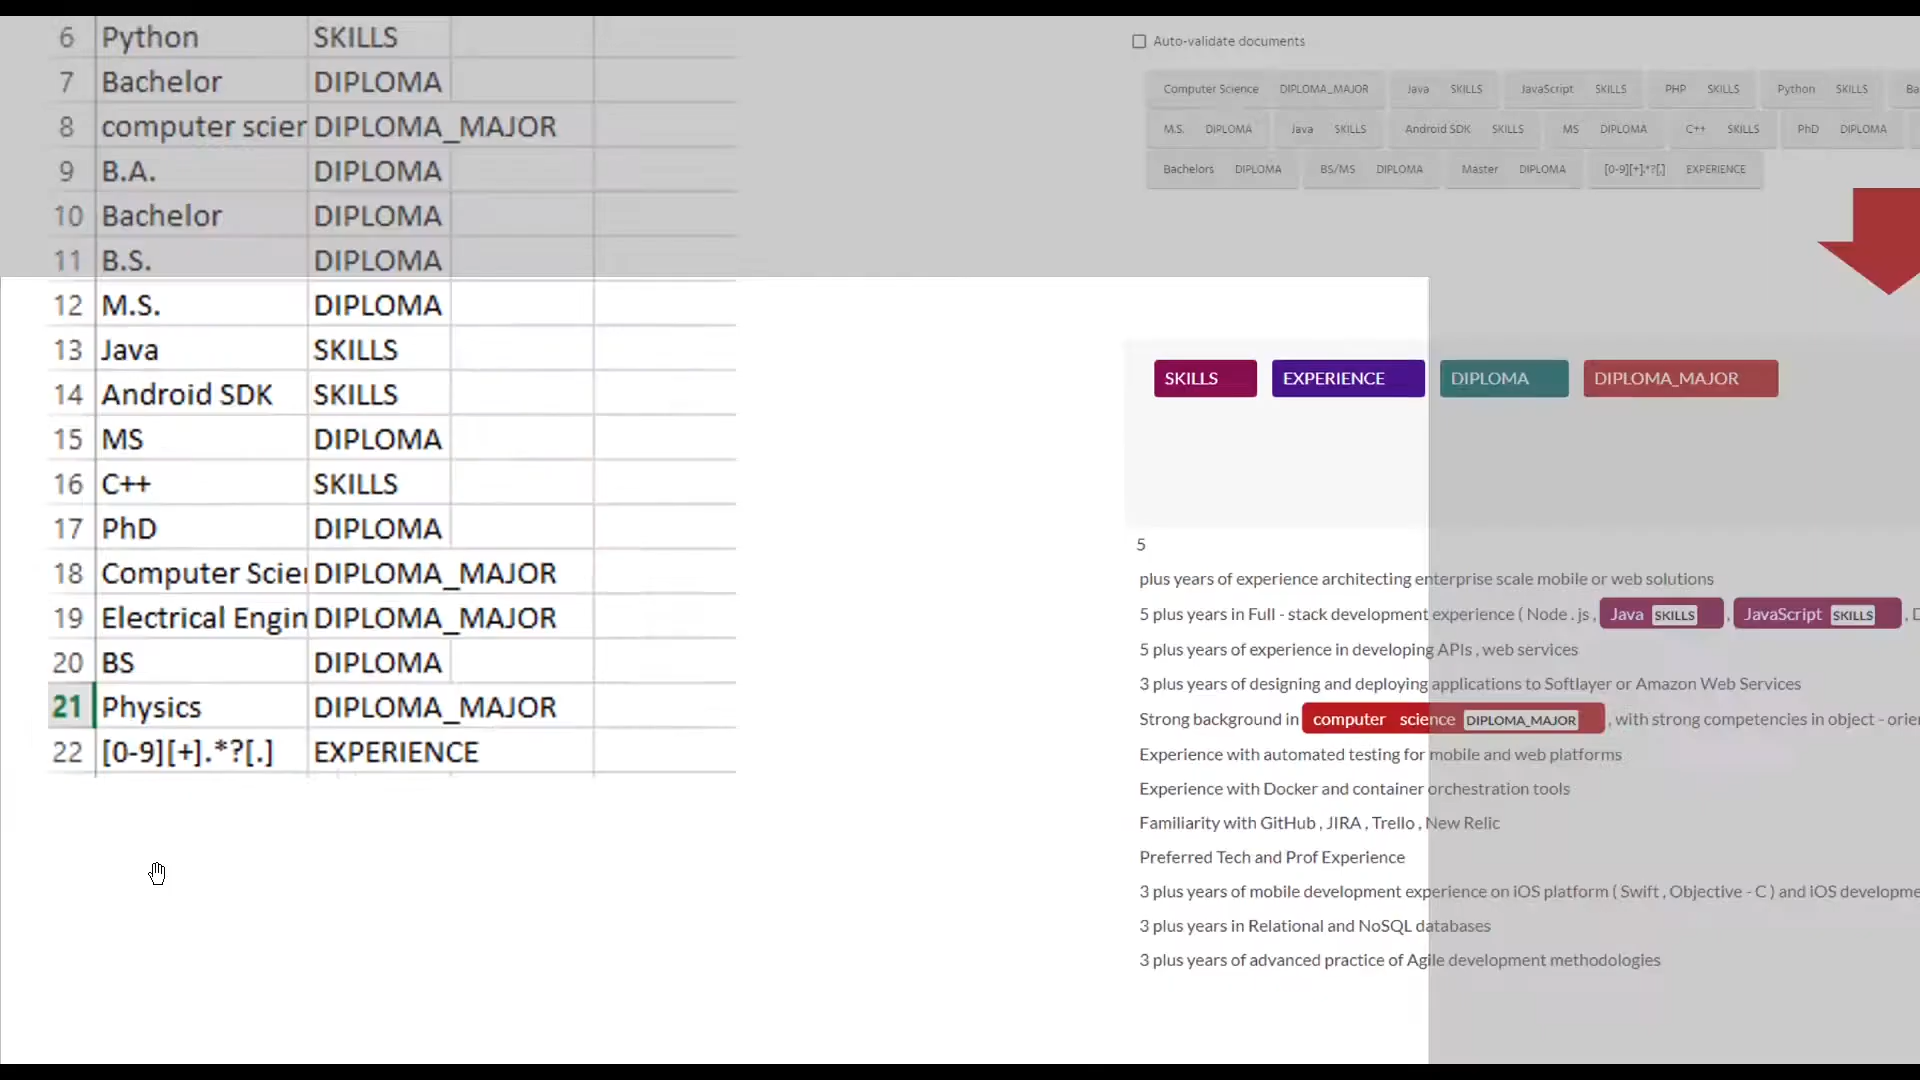 6 Python SKILLS
7 Bachelor DIPLOMA
8 computer scien DIPLOMA_MAJOR
9 B.A. DIPLOMA
10 Bachelor DIPLOMA
11 B.S. DIPLOMA
12 M.S. DIPLOMA
13 Java SKILLS
14 Android SDK SKILLS
15 MS DIPLOMA
16 C++ SKILLS
17 PhD DIPLOMA
18 Computer Scie DIPLOMA_MAJOR
19 Electrical Engin DIPLOMA_MAJOR
20 BS DIPLOMA
21 Physics DIPLOMA_MAJOR
22 [0-9][+].*?[.] EXPERIENCE
Auto-validate documents
Computer Science DIPLOMA_MAJOR Java SKILLS JavaScript SKILLS PHP SKILLS Python SKILLS Ba
M.S. DIPLOMA Java SKILLS Android SDK SKILLS MS DIPLOMA C++ SKILLS PhD DIPLOMA
Bachelors DIPLOMA BS/MS DIPLOMA Master DIPLOMA [0-9][+].*?[.] EXPERIENCE
SKILLS EXPERIENCE DIPLOMA DIPLOMA_MAJOR
5
plus years of experience architecting enterprise scale mobile or web solutions
5 plus years in Full - stack development experience ( Node . js , Java SKILLS , JavaScript SKILLS , D
5 plus years of experience in developing APIs , web services
3 plus years of designing and deploying applications to Softlayer or Amazon Web Services
Strong background in computer science DIPLOMA_MAJOR , with strong competencies in object - orie
Experience with automated testing for mobile and web platforms
Experience with Docker and container orchestration tools
Familiarity with GitHub , JIRA , Trello , New Relic
Preferred Tech and Prof Experience
3 plus years of mobile development experience on iOS platform ( Swift , Objective - C ) and iOS developme
3 plus years in Relational and NoSQL databases
3 plus years of advanced practice of Agile development methodologies